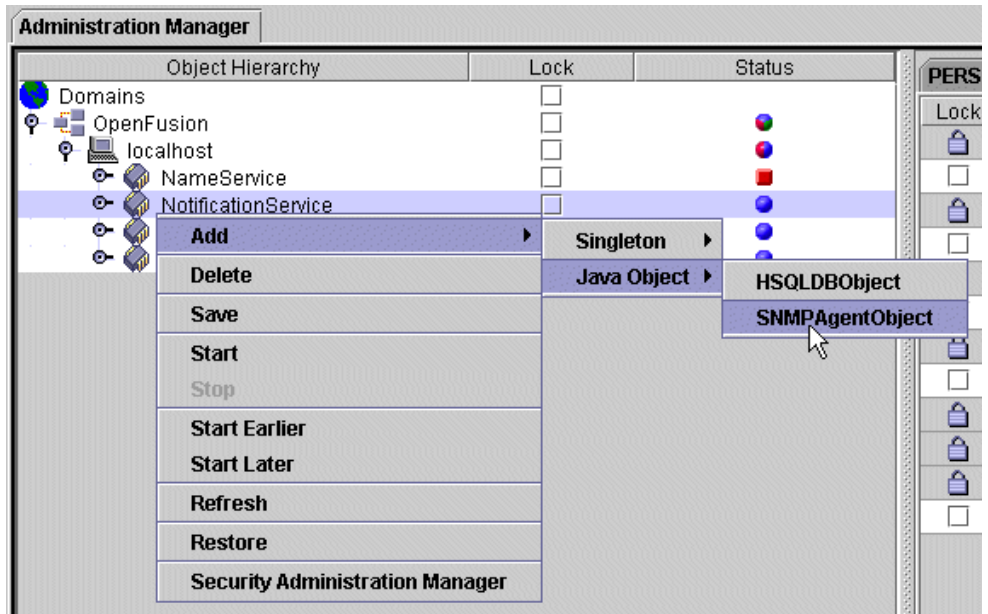 Administration Manager
Object Hierarchy Lock Status
Domains
OpenFusion
localhost
NameService
NotificationService
Add
Delete
Save
Start
Stop
Start Earlier
Start Later
Refresh
Restore
Security Administration Manager
Singleton
Java Object
HSQLDBObject
SNMPAgentObject
PERS
Lock